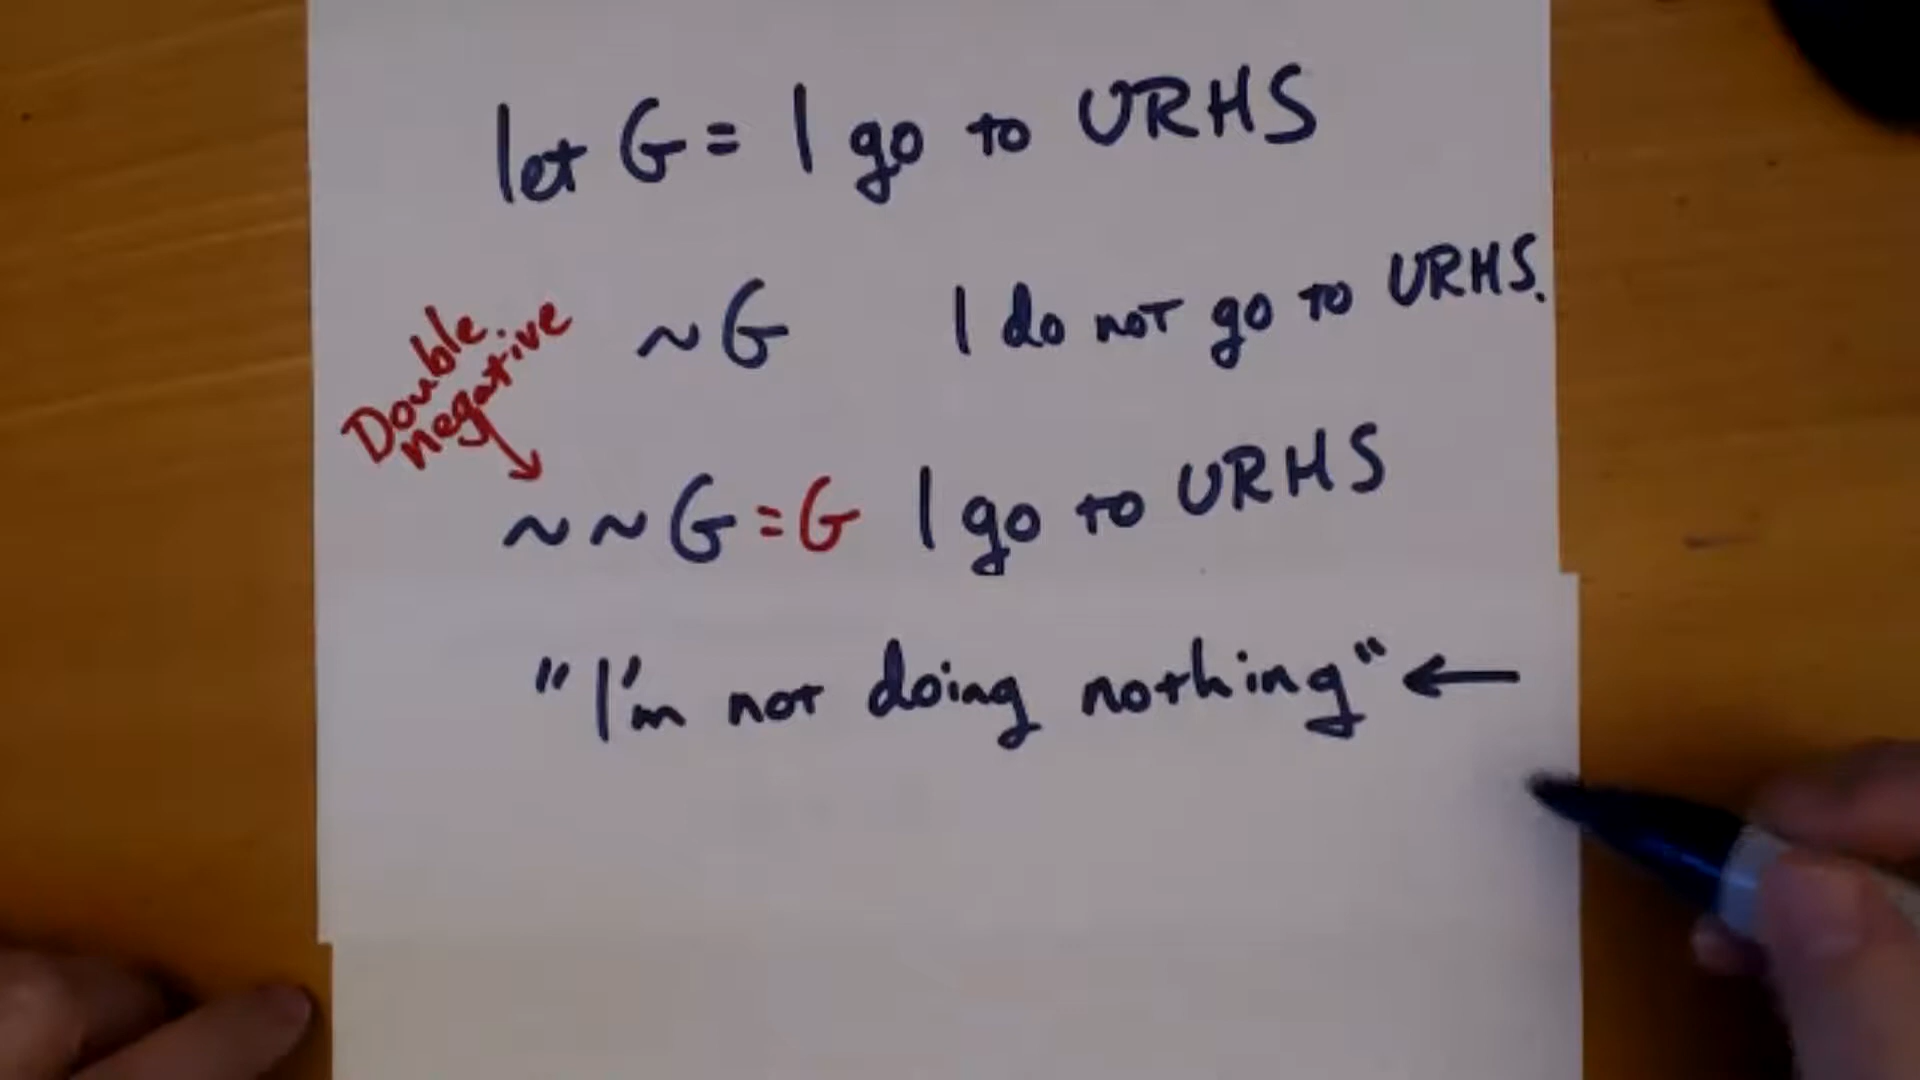 let G = I go to URHS
~G I do not go to URHS.
Double
negative
~~G = G I go to URHS
"I'm not doing nothing" ←